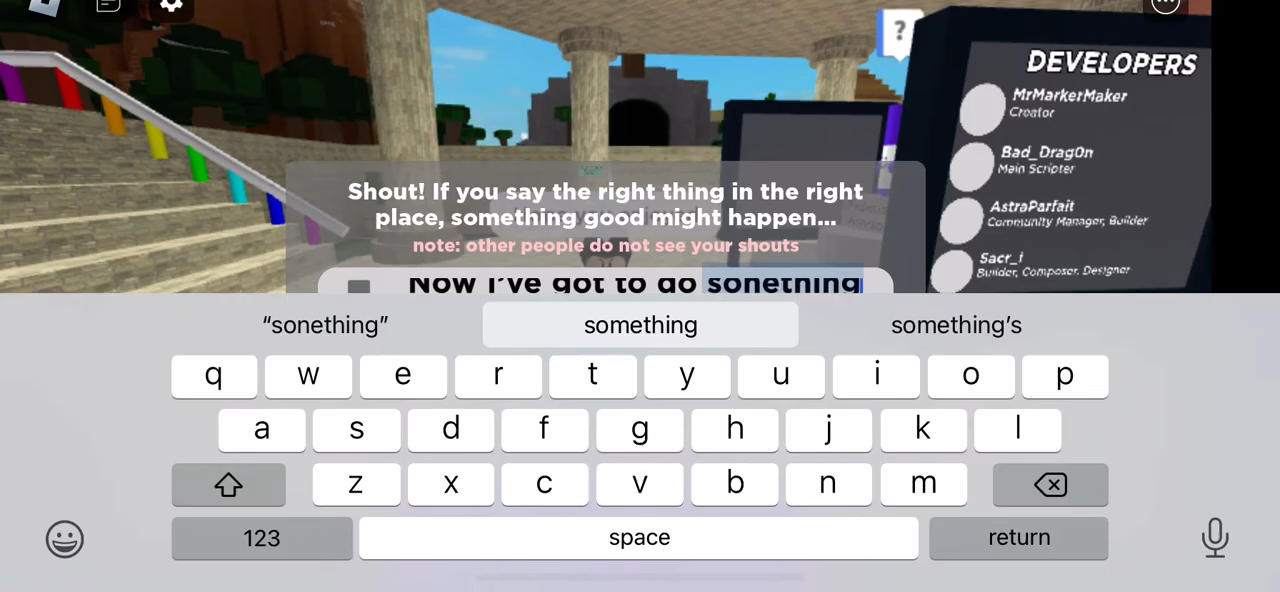 ?
DEVELOPERS
MrMarkerMaker
Creator
Bad_Drag0n
Main Scripter
AstraParfait
Community Manager, Builder
Sacr_i
Builder, Composer, Designer
Shout! If you say the right thing in the right
place, something good might happen...
note: other people do not see your shouts
Now I've got to do sonething
“sonething” something something's
q w e r t y u i o p
a s d f g h j k l
z x c v b n m
123 space return